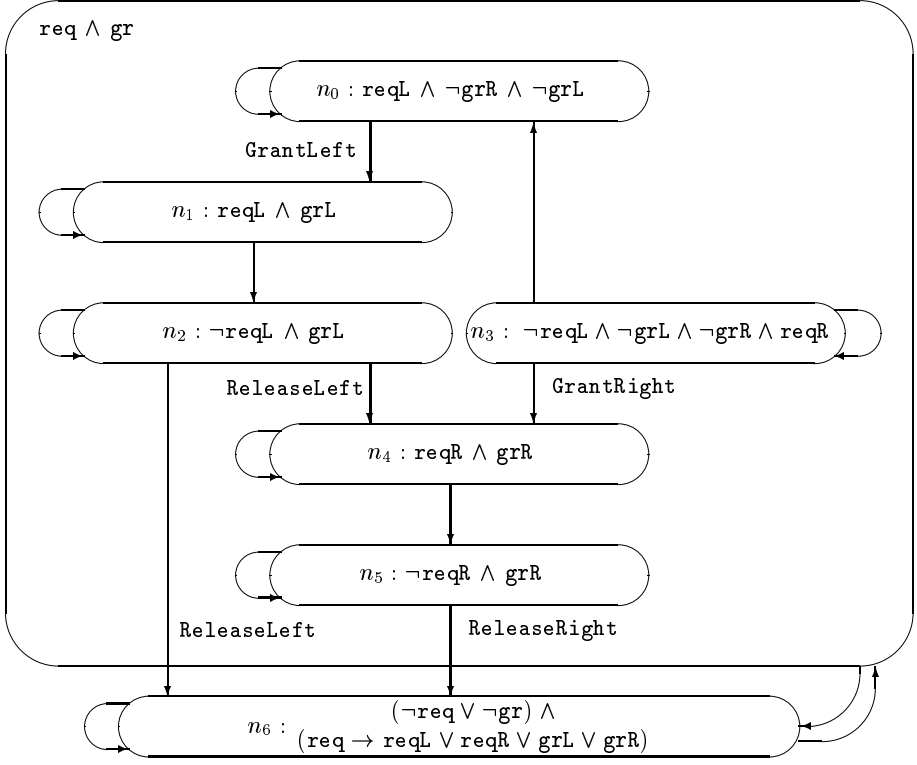 req ∧ gr
n₀ : reqL ∧ ¬grR ∧ ¬grL
GrantLeft
n₁ : reqL ∧ grL
n₂ : ¬reqL ∧ grL
n₃ : ¬reqL ∧ ¬grL ∧ ¬grR ∧ reqR
ReleaseLeft
GrantRight
n₄ : reqR ∧ grR
n₅ : ¬reqR ∧ grR
ReleaseLeft
ReleaseRight
n₆ :
(¬req ∨ ¬gr) ∧
(req → reqL ∨ reqR ∨ grL ∨ grR)